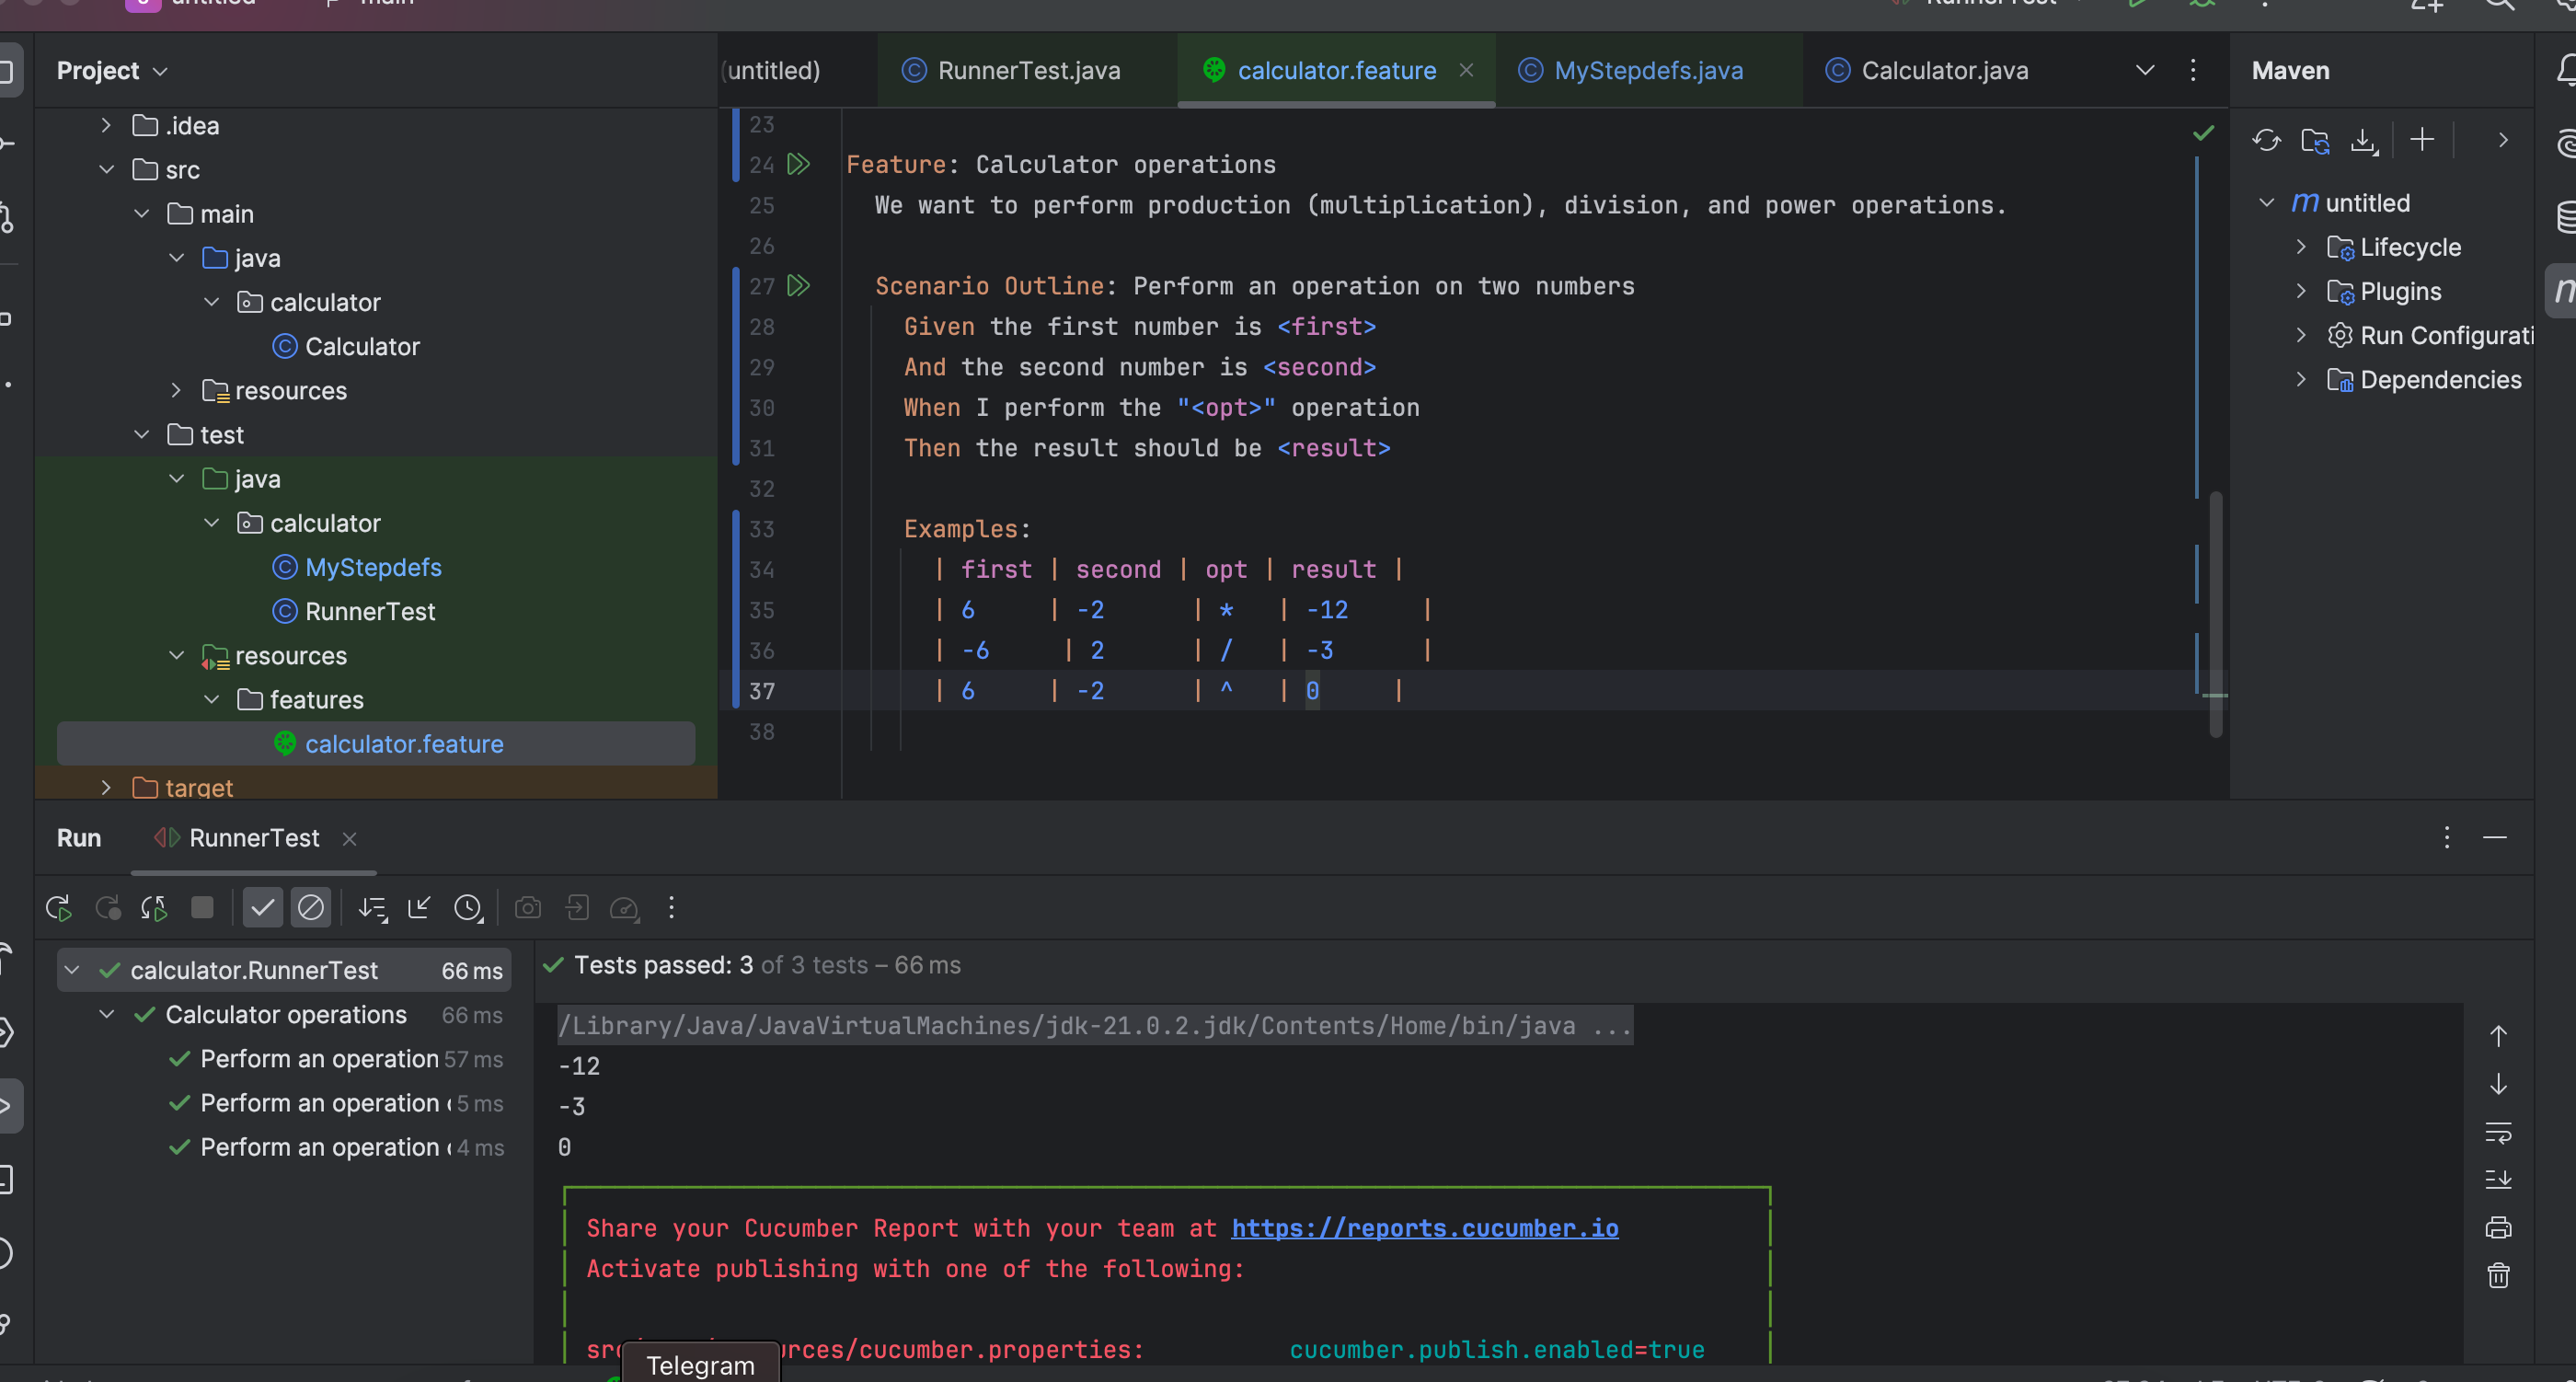 Project
.idea
src
main
java
calculator
Calculator
resources
test
java
calculator
MyStepdefs
RunnerTest
resources
features
calculator.feature
target
(untitled)
RunnerTest.java
calculator.feature
MyStepdefs.java
Calculator.java
23
24 Feature: Calculator operations
25 We want to perform production (multiplication), division, and power operations.
26
27 Scenario Outline: Perform an operation on two numbers
28 Given the first number is <first>
29 And the second number is <second>
30 When I perform the "<opt>" operation
31 Then the result should be <result>
32
33 Examples:
34 | first | second | opt | result |
35 | 6 | -2 | * | -12 |
36 | -6 | 2 | / | -3 |
37 | 6 | -2 | ^ | 0 |
38
Maven
m untitled
Lifecycle
Plugins
Run Configurati
Dependencies
Run RunnerTest
calculator.RunnerTest 66 ms
Calculator operations 66 ms
Perform an operation 57 ms
Perform an operation 5 ms
Perform an operation 4 ms
Tests passed: 3 of 3 tests – 66 ms
/Library/Java/JavaVirtualMachines/jdk-21.0.2.jdk/Contents/Home/bin/java ...
-12
-3
0
Share your Cucumber Report with your team at https://reports.cucumber.io
Activate publishing with one of the following:
cucumber.properties: cucumber.publish.enabled=true
Telegram